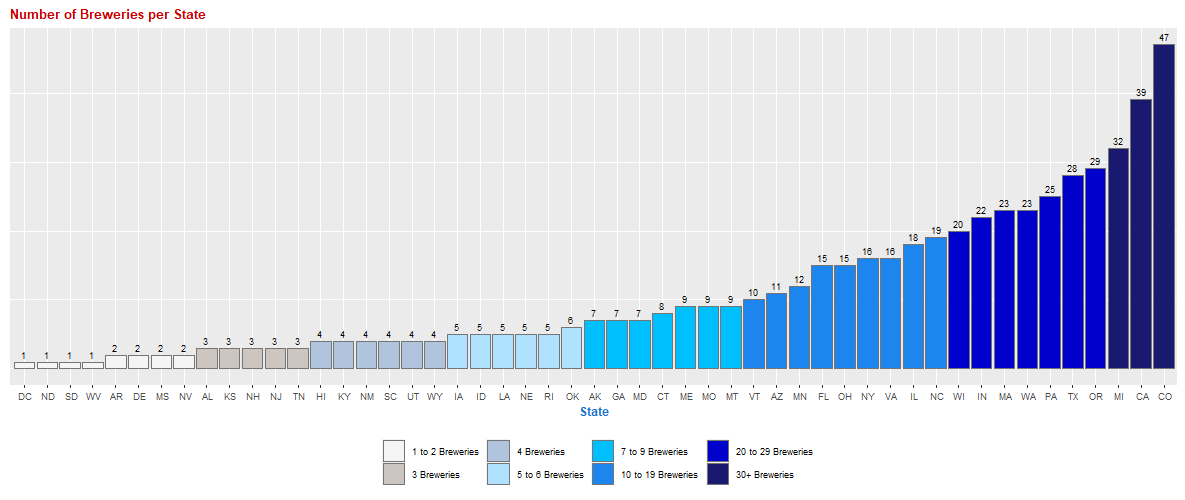 Number of Breweries per State
1 1 1 1 2 2 2 2 3 3 3 3 3 4 4 4 4 4 4 5 5 5 5 5 6 7 7 7 8 9 9 9 10 11 12 15 15 16 16 18 19 20 22 23 23 25 28 29 32 39 47
DC ND SD WV AR DE MS NV AL KS NH NJ TN HI KY NM SC UT WY IA ID LA NE RI OK AK GA MD CT ME MO MT VT AZ MN FL OH NY VA IL NC WI IN MA WA PA TX OR MI CA CO
State
1 to 2 Breweries 4 Breweries 7 to 9 Breweries 20 to 29 Breweries
3 Breweries 5 to 6 Breweries 10 to 19 Breweries 30+ Breweries